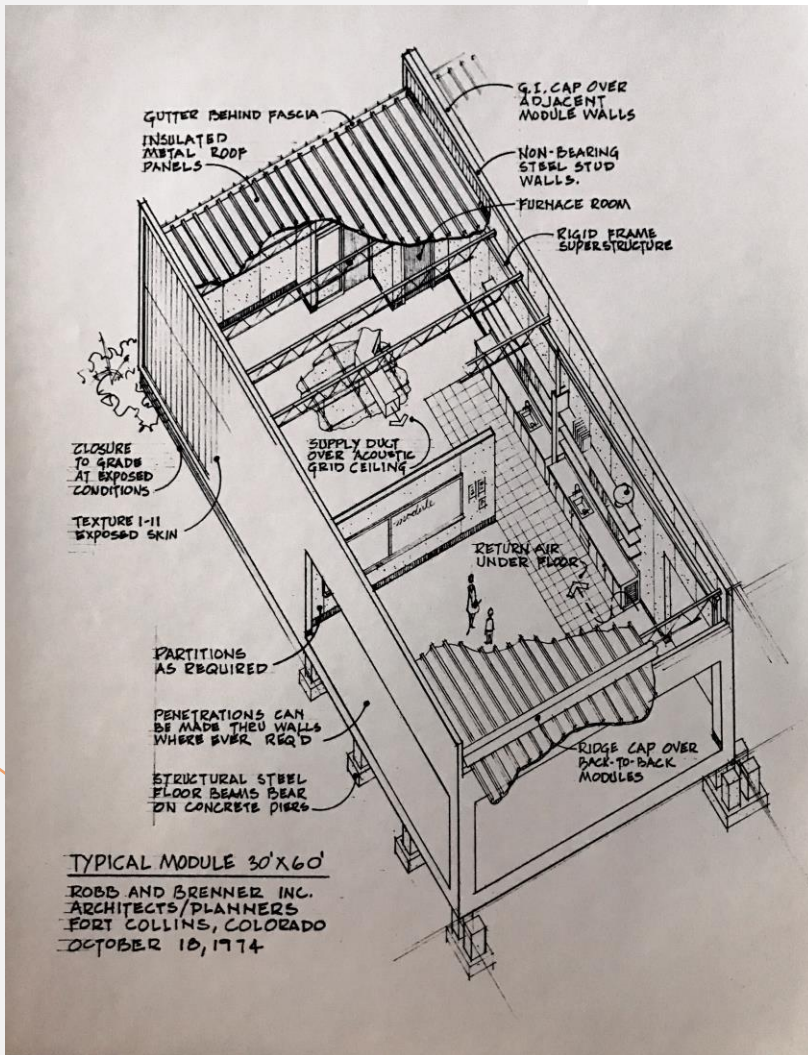 GUTTER BEHIND FASCIA
INSULATED
METAL ROOF
PANELS
G.I. CAP OVER
ADJACENT
MODULE WALLS
NON-BEARING
STEEL STUD
WALLS.
FURNACE ROOM
RIGID FRAME
SUPERSTRUCTURE
CLOSURE
TO GRADE
AT EXPOSED
CONDITIONS
TEXTURE 1-11
EXPOSED SKIN
SUPPLY DUCT
OVER ACOUSTIC
GRID CEILING
module
RETURN AIR
UNDER FLOOR
PARTITIONS
AS REQUIRED
PENETRATIONS CAN
BE MADE THRU WALLS
WHERE EVER REQ'D
STRUCTURAL STEEL
FLOOR BEAMS BEAR
ON CONCRETE PIERS
RIDGE CAP OVER
BACK-TO-BACK
MODULES
TYPICAL MODULE 30'X60'
ROBB AND BRENNER INC.
ARCHITECTS/PLANNERS
FORT COLLINS, COLORADO
OCTOBER 18, 1974